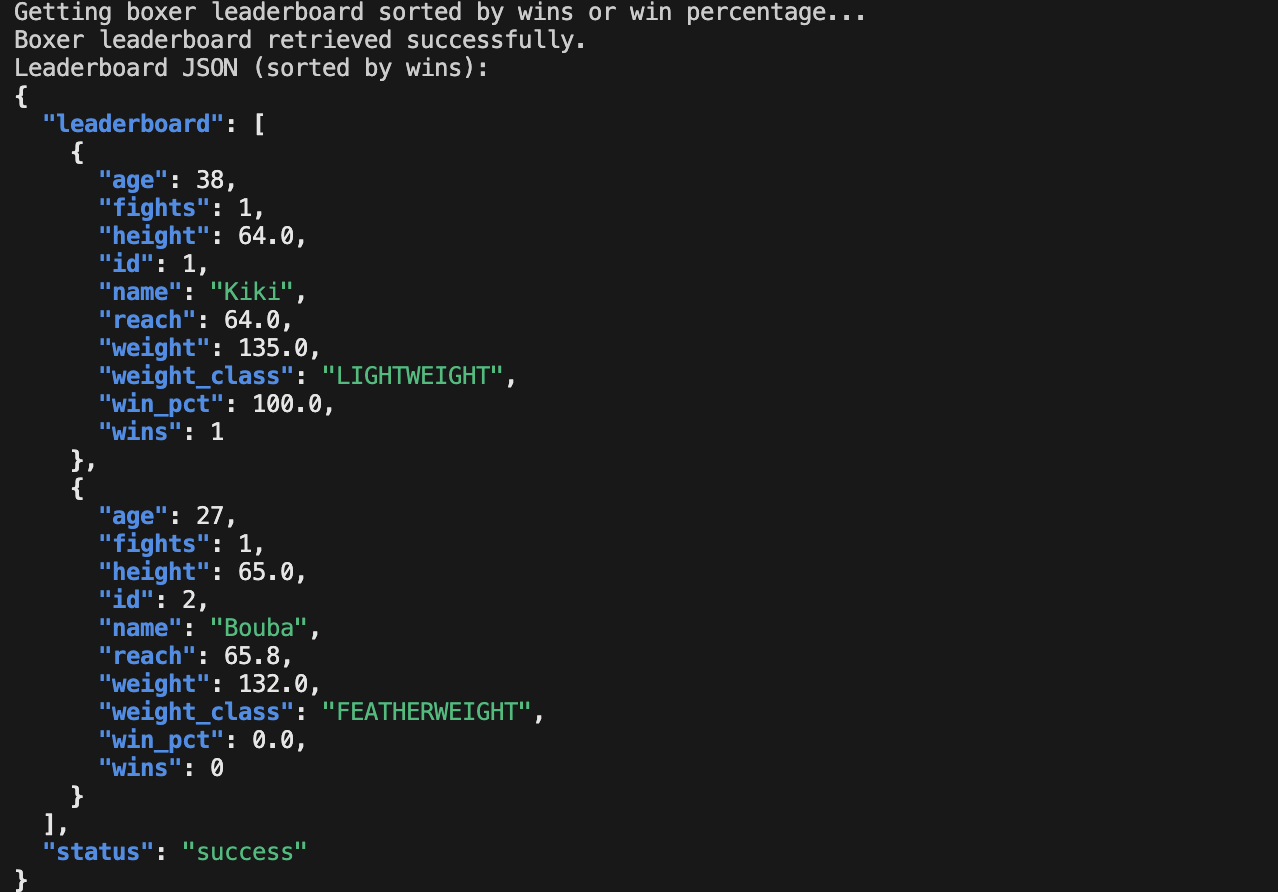 Getting boxer leaderboard sorted by wins or win percentage...
Boxer leaderboard retrieved successfully.
Leaderboard JSON (sorted by wins):
{
  "leaderboard": [
    {
      "age": 38,
      "fights": 1,
      "height": 64.0,
      "id": 1,
      "name": "Kiki",
      "reach": 64.0,
      "weight": 135.0,
      "weight_class": "LIGHTWEIGHT",
      "win_pct": 100.0,
      "wins": 1
    },
    {
      "age": 27,
      "fights": 1,
      "height": 65.0,
      "id": 2,
      "name": "Bouba",
      "reach": 65.8,
      "weight": 132.0,
      "weight_class": "FEATHERWEIGHT",
      "win_pct": 0.0,
      "wins": 0
    }
  ],
  "status": "success"
}